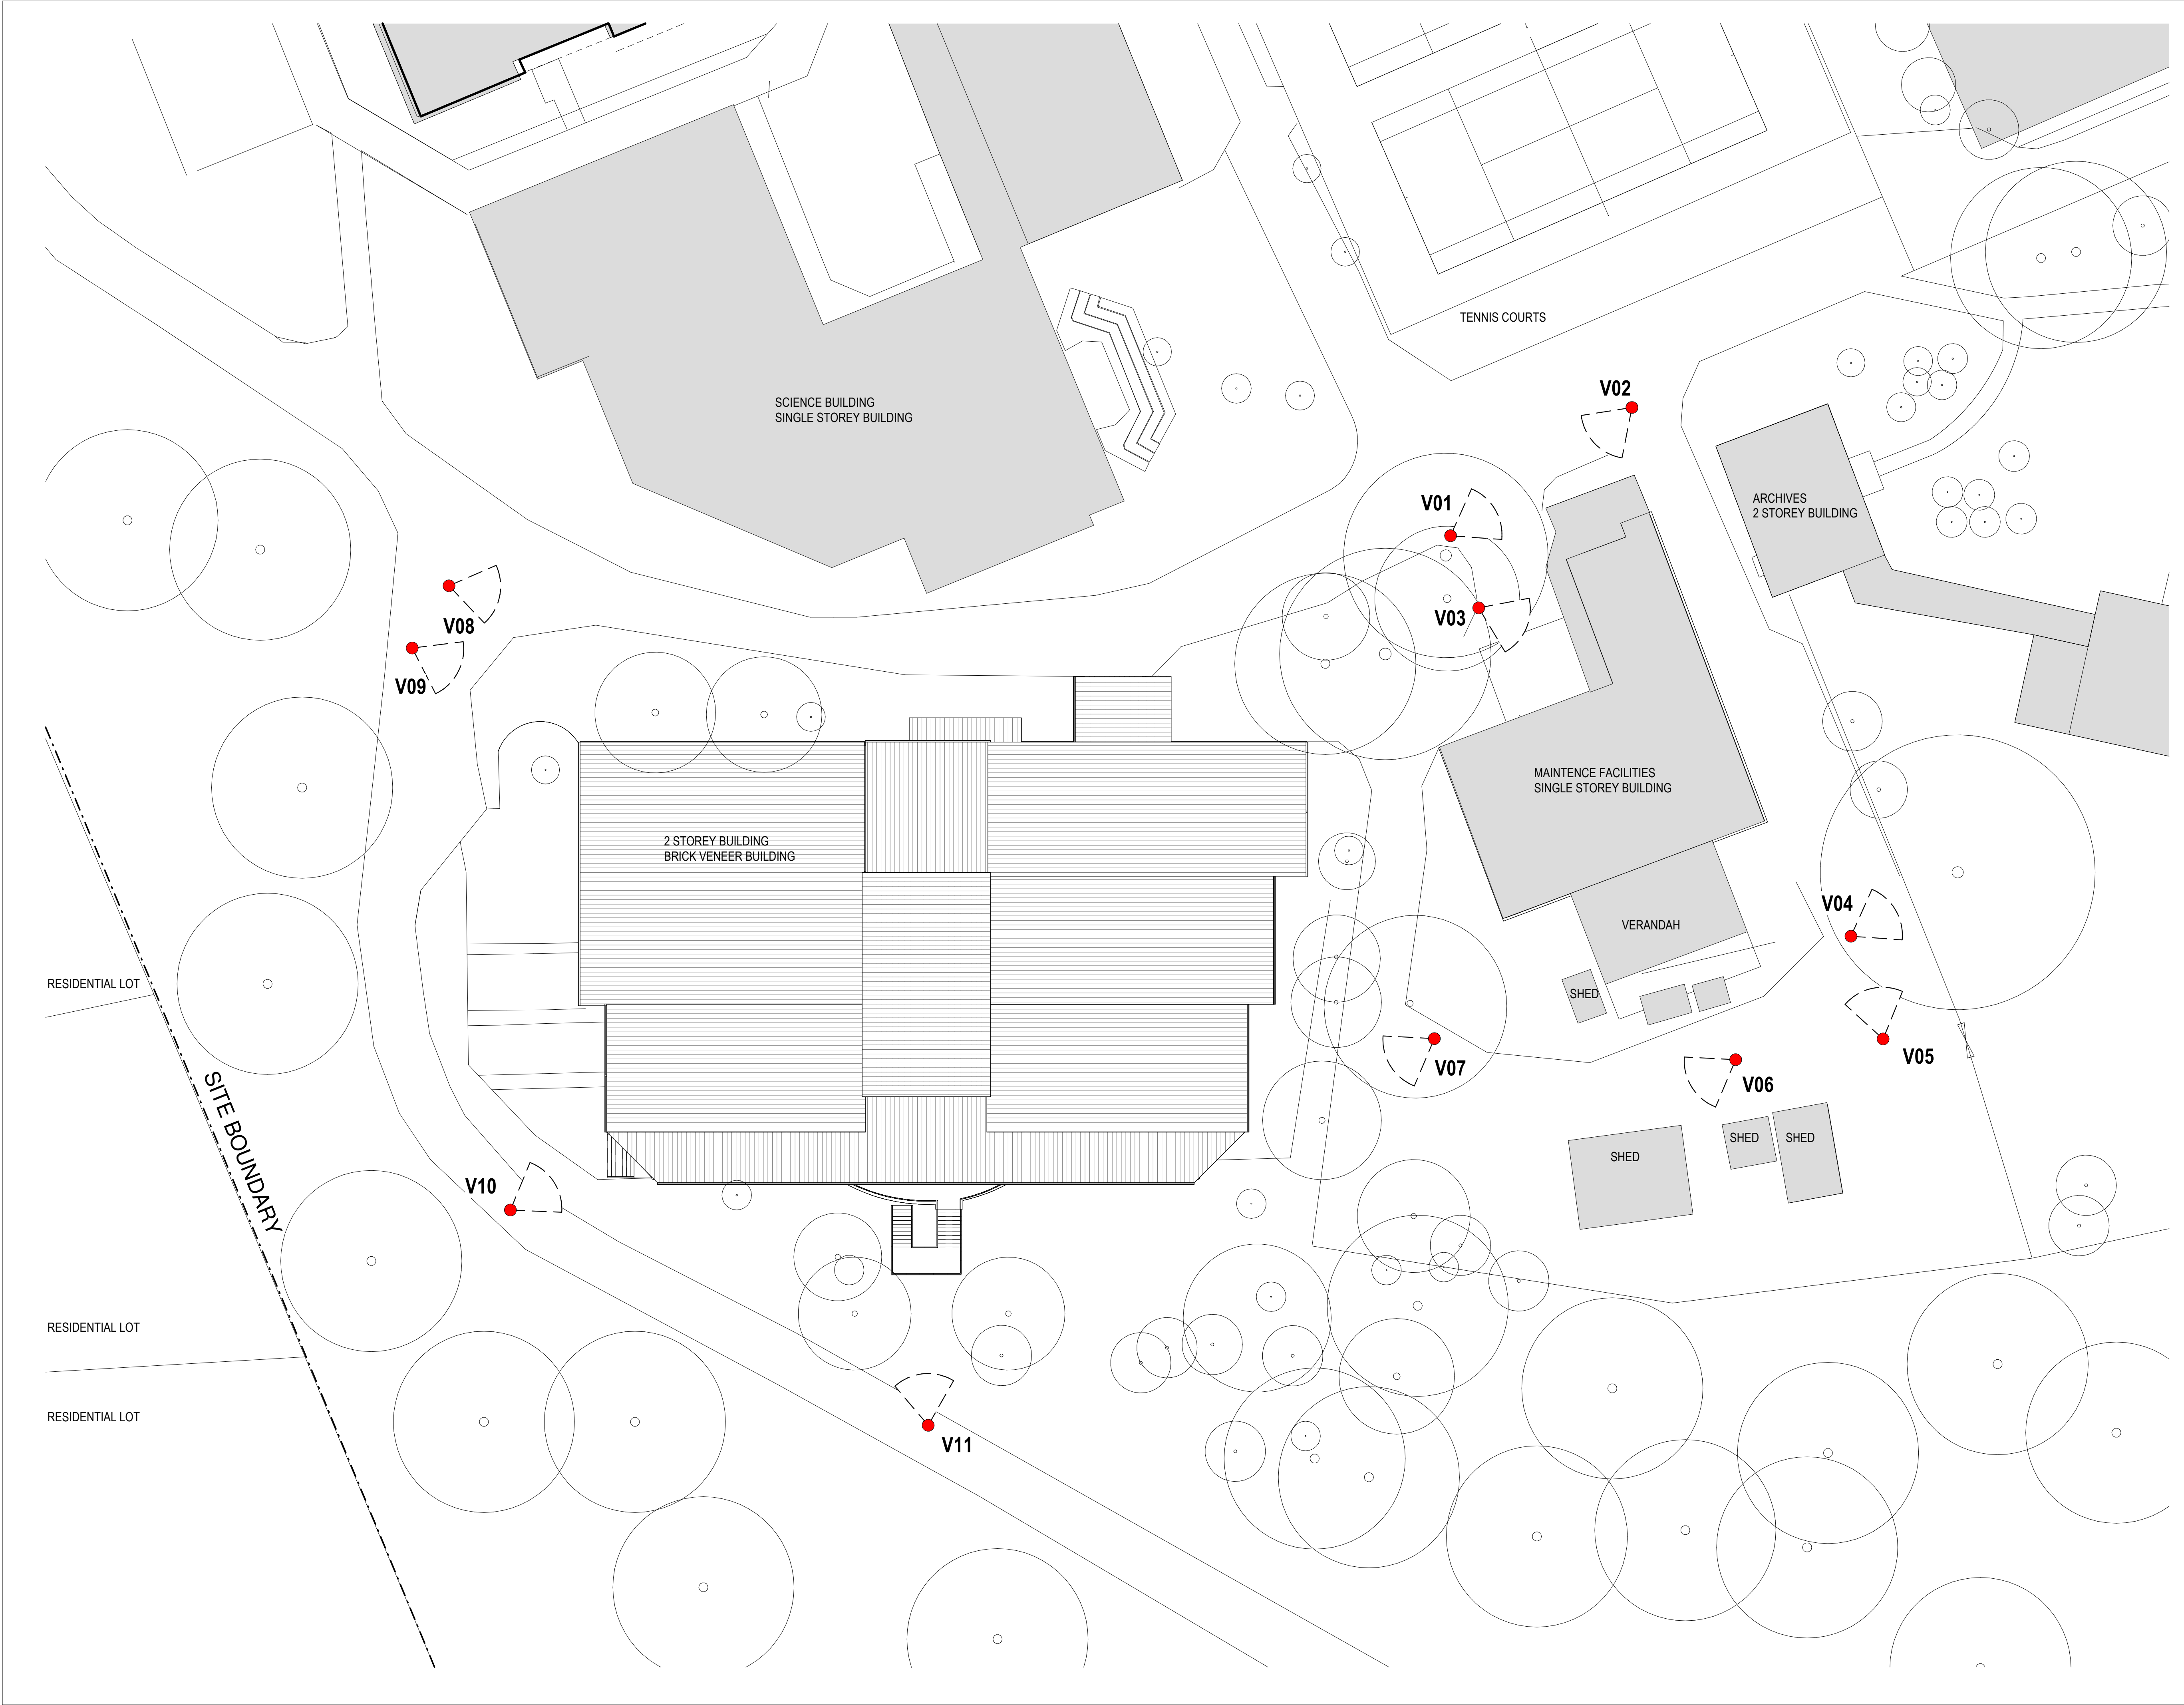 TENNIS COURTS
V02
SCIENCE BUILDING
SINGLE STOREY BUILDING
ARCHIVES
2 STOREY BUILDING
V01
V03
V08
V09
MAINTENCE FACILITIES
SINGLE STOREY BUILDING
2 STOREY BUILDING
BRICK VENEER BUILDING
V04
VERANDAH
RESIDENTIAL LOT
SHED
V05
V07
V06
SITE BOUNDARY
SHED
SHED
SHED
V10
RESIDENTIAL LOT
RESIDENTIAL LOT
V11